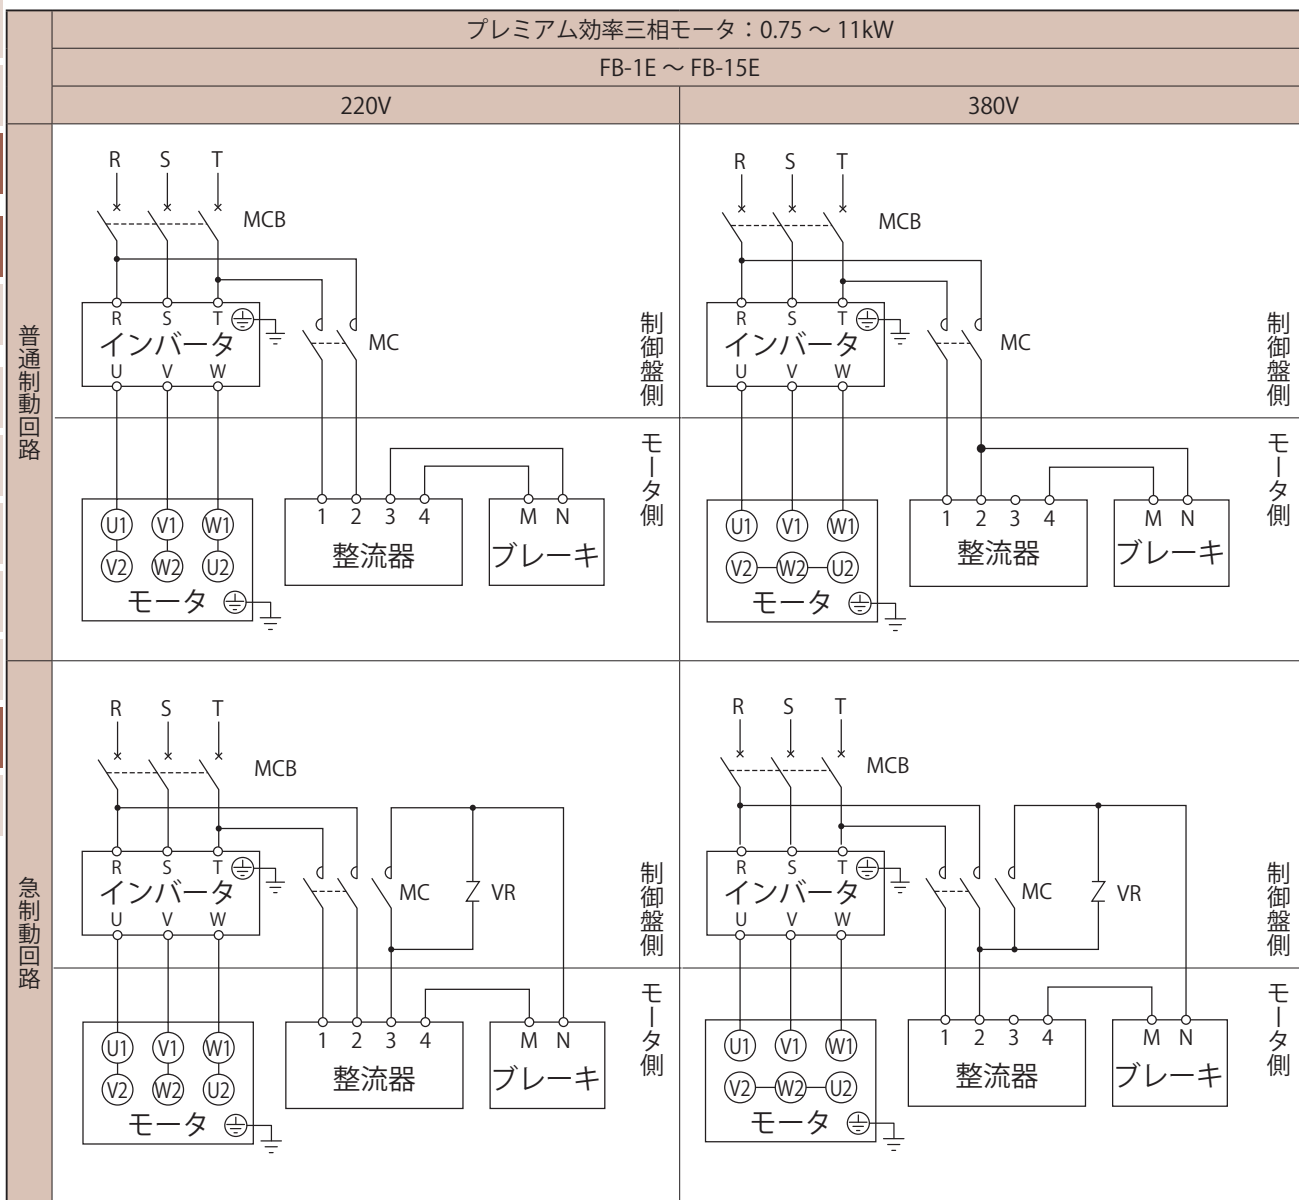 プレミアム効率三相モータ：0.75 ～ 11kW
FB-1E ～ FB-15E
220V
380V
普通制動回路
R S T
MCB
R S T
インバータ
U V W
MC
制御盤側
モータ側
U1 V1 W1
V2 W2 U2
モータ
1 2 3 4
整流器
M N
ブレーキ
R S T
MCB
R S T
インバータ
U V W
MC
制御盤側
モータ側
U1 V1 W1
V2 W2 U2
モータ
1 2 3 4
整流器
M N
ブレーキ
急制動回路
R S T
MCB
R S T
インバータ
U V W
MC
VR
制御盤側
モータ側
U1 V1 W1
V2 W2 U2
モータ
1 2 3 4
整流器
M N
ブレーキ
R S T
MCB
R S T
インバータ
U V W
MC
VR
制御盤側
モータ側
U1 V1 W1
V2 W2 U2
モータ
1 2 3 4
整流器
M N
ブレーキ